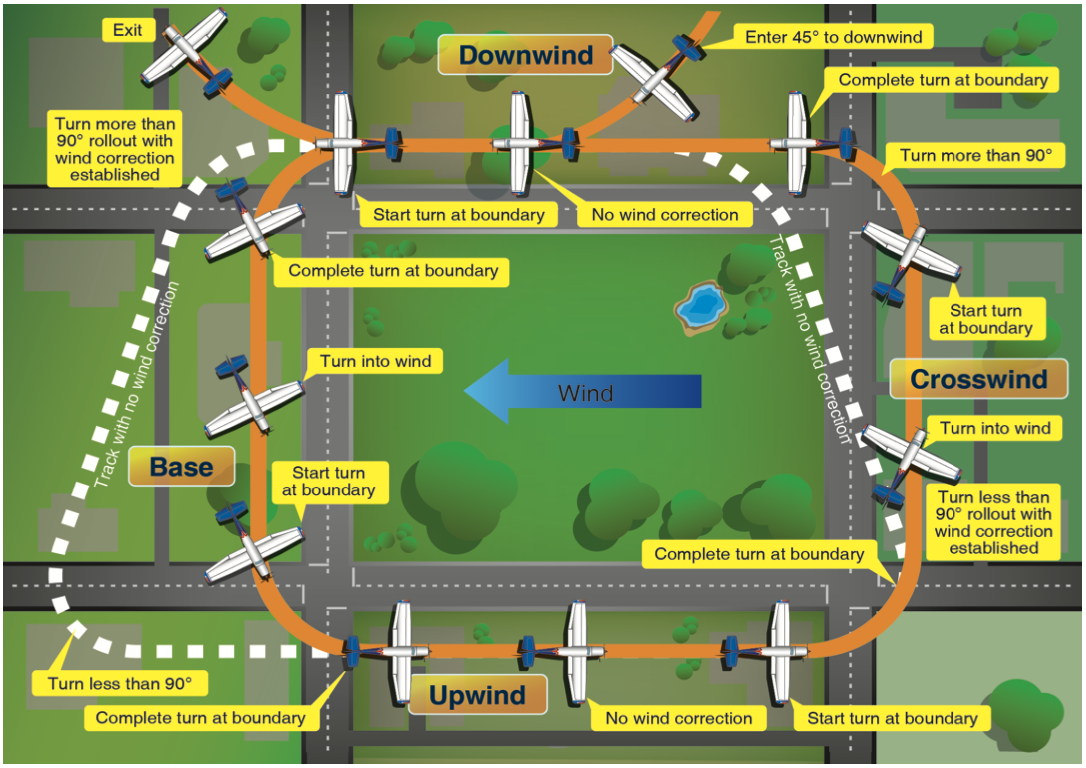 Exit
Downwind
Enter 45° to downwind
Complete turn at boundary
Turn more than
90° rollout with
wind correction
established
Turn more than 90°
Start turn at boundary
No wind correction
Complete turn at boundary
Track with no wind correction
Track with no wind correction
Start turn
at boundary
Turn into wind
Wind
Crosswind
Turn into wind
Base
Start turn
at boundary
Turn less than
90° rollout with
wind correction
established
Complete turn at boundary
Turn less than 90°
Upwind
Complete turn at boundary
No wind correction
Start turn at boundary